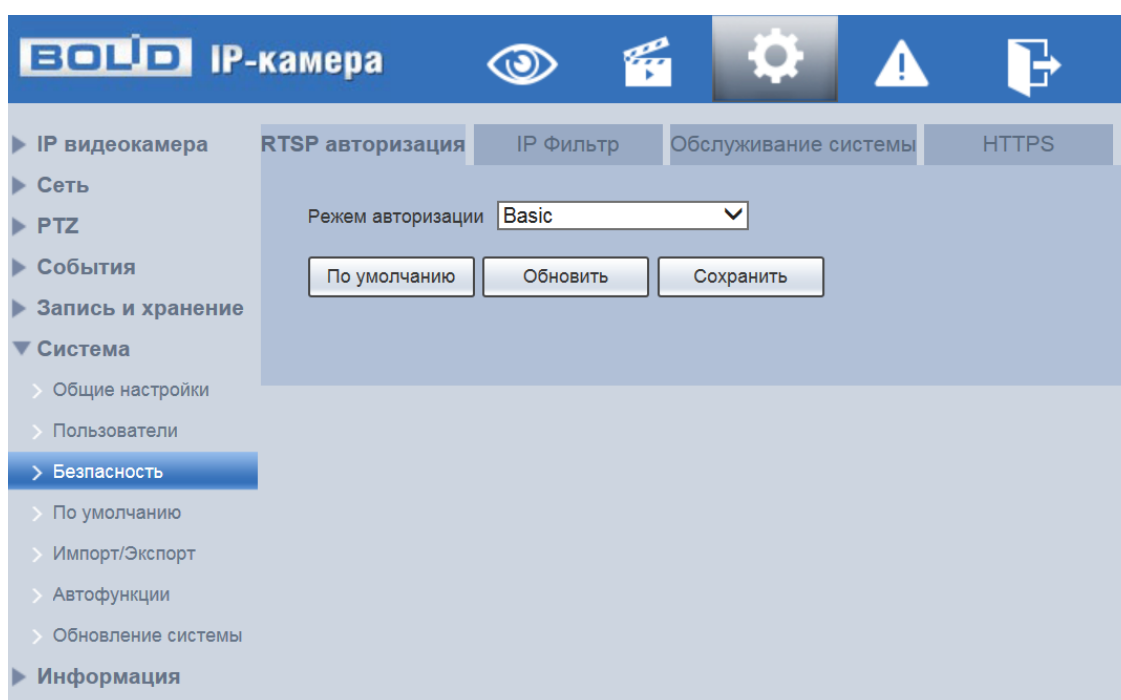 BOLID IP-камера
IP видеокамера
Сеть
PTZ
События
Запись и хранение
Система
Общие настройки
Пользователи
Безпасность
По умолчанию
Импорт/Экспорт
Автофункции
Обновление системы
Информация
RTSP авторизация IP Фильтр Обслуживание системы HTTPS
Режем авторизации Basic
По умолчанию Обновить Сохранить